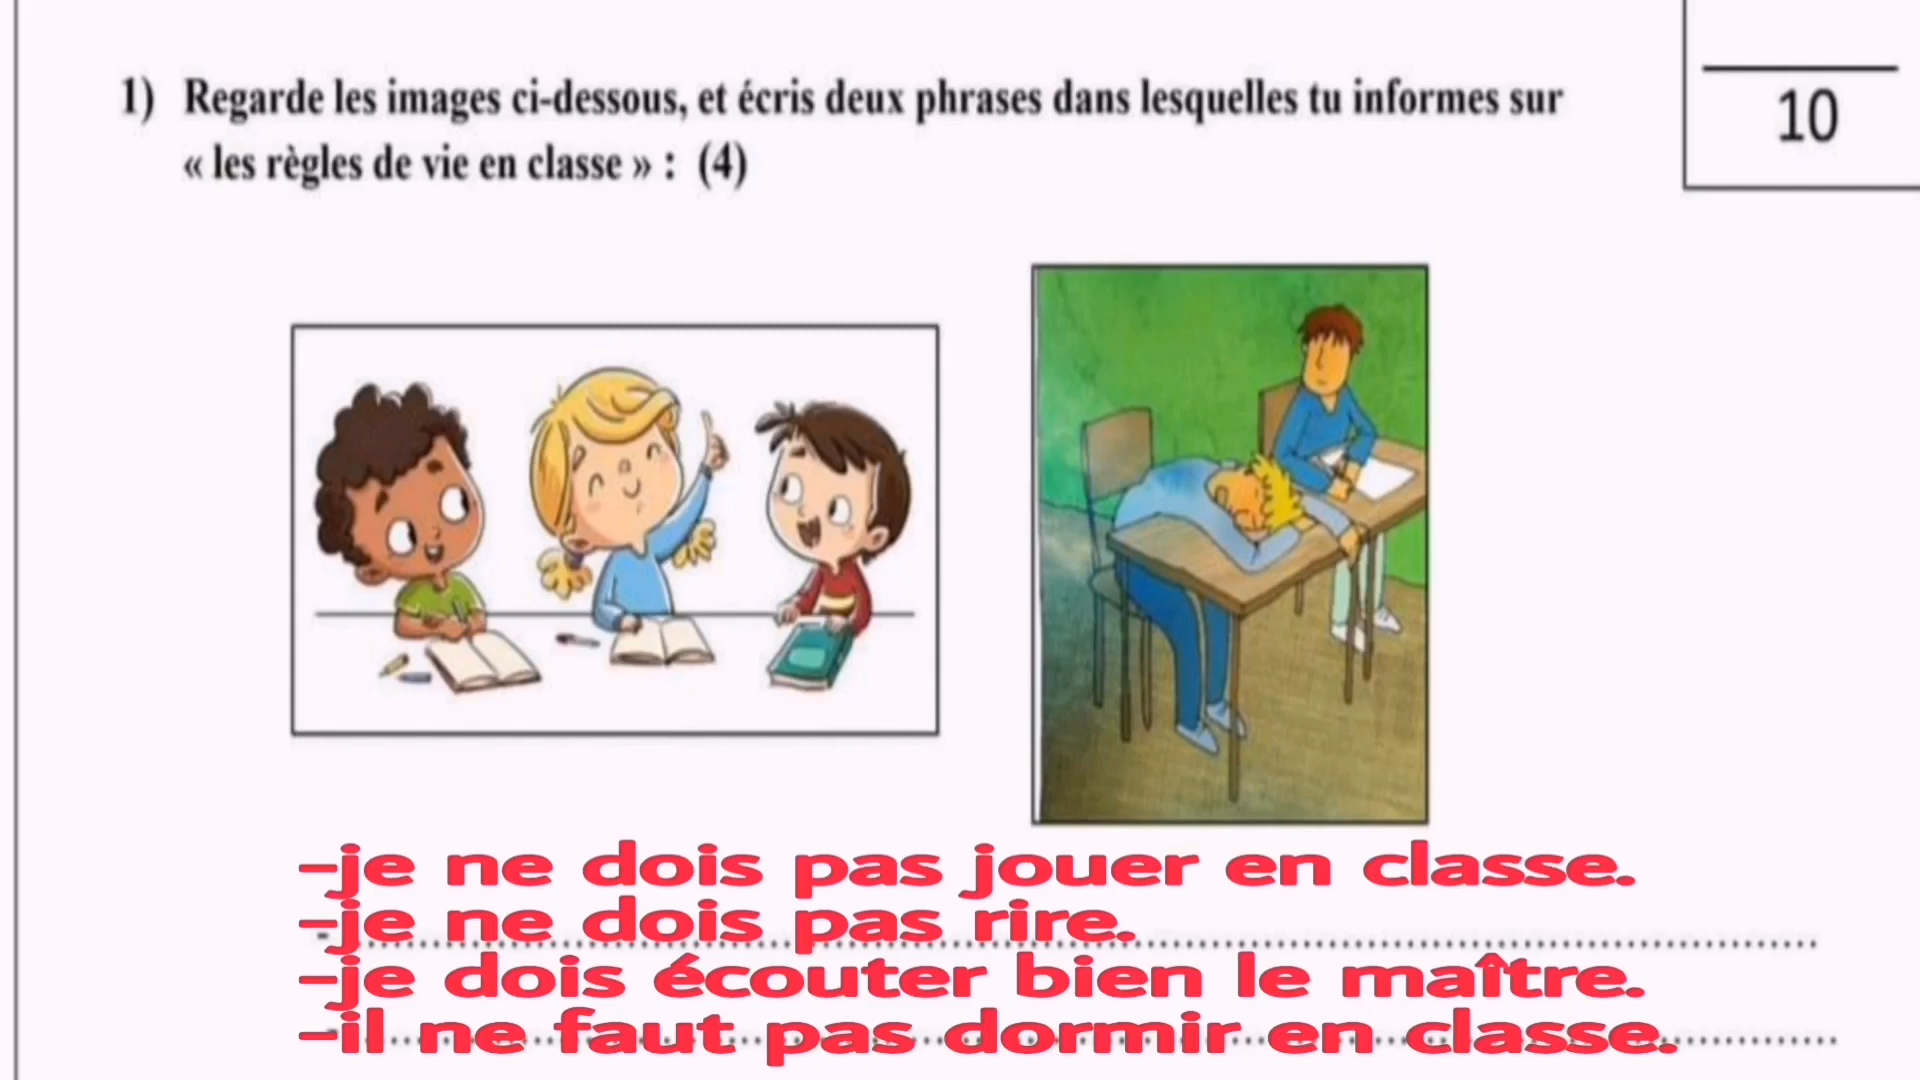 1) Regarde les images ci-dessous, et écris deux phrases dans lesquelles tu informes sur
« les règles de vie en classe » : (4)
10
-je ne dois pas jouer en classe.
-je ne dois pas rire.
-je dois écouter bien le maître.
-il ne faut pas dormir en classe.